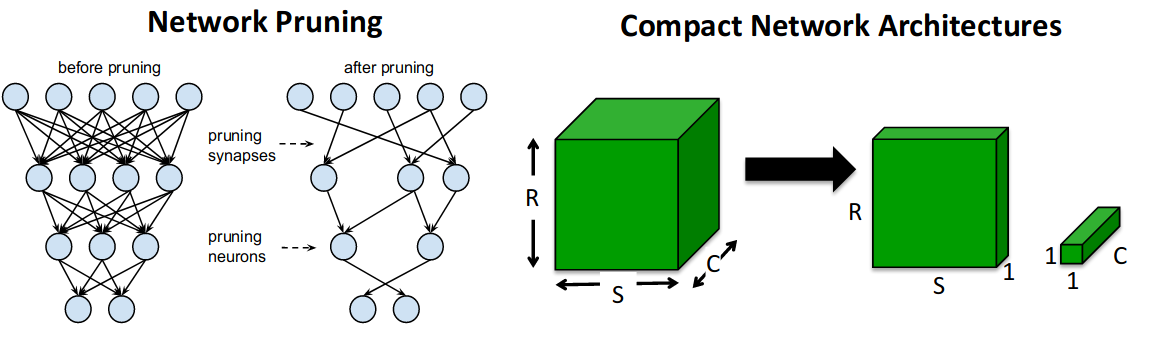 Network Pruning
before pruning
after pruning
pruning
synapses
pruning
neurons
Compact Network Architectures
R
S
C
R
S
1
1
1
C